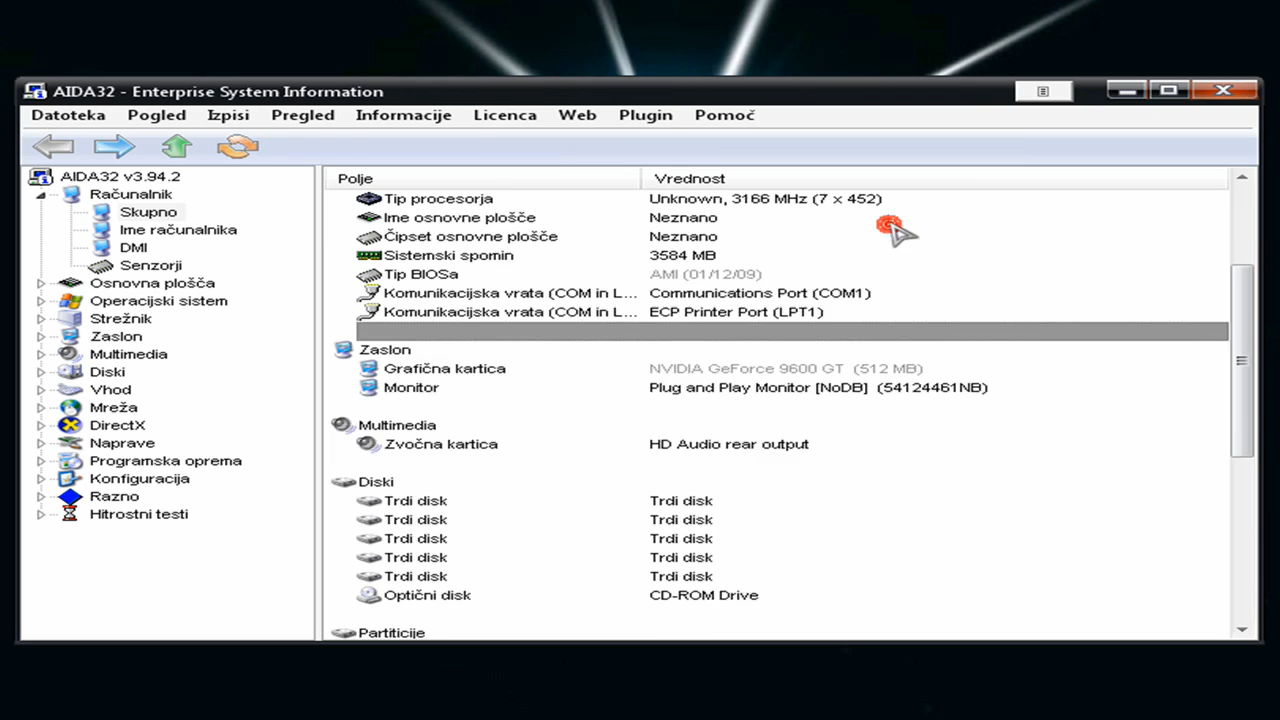 AIDA32 - Enterprise System Information
Datoteka Pogled Izpisi Pregled Informacije Licenca Web Plugin Pomoč
AIDA32 v3.94.2
Računalnik
Skupno
Ime računalnika
DMI
Senzorji
Osnovna plošča
Operacijski sistem
Strežnik
Zaslon
Multimedia
Diski
Vhod
Mreža
DirectX
Naprave
Programska oprema
Konfiguracija
Razno
Hitrostni testi
Polje Vrednost
Tip procesorja Unknown, 3166 MHz (7 x 452)
Ime osnovne plošče Neznano
Čipset osnovne plošče Neznano
Sistemski spomin 3584 MB
Tip BIOSa AMI (01/12/09)
Komunikacijska vrata (COM in L... Communications Port (COM1)
Komunikacijska vrata (COM in L... ECP Printer Port (LPT1)
Zaslon
Grafična kartica NVIDIA GeForce 9600 GT (512 MB)
Monitor Plug and Play Monitor [NoDB] (54124461NB)
Multimedia
Zvočna kartica HD Audio rear output
Diski
Trdi disk Trdi disk
Trdi disk Trdi disk
Trdi disk Trdi disk
Trdi disk Trdi disk
Trdi disk Trdi disk
Optični disk CD-ROM Drive
Particije